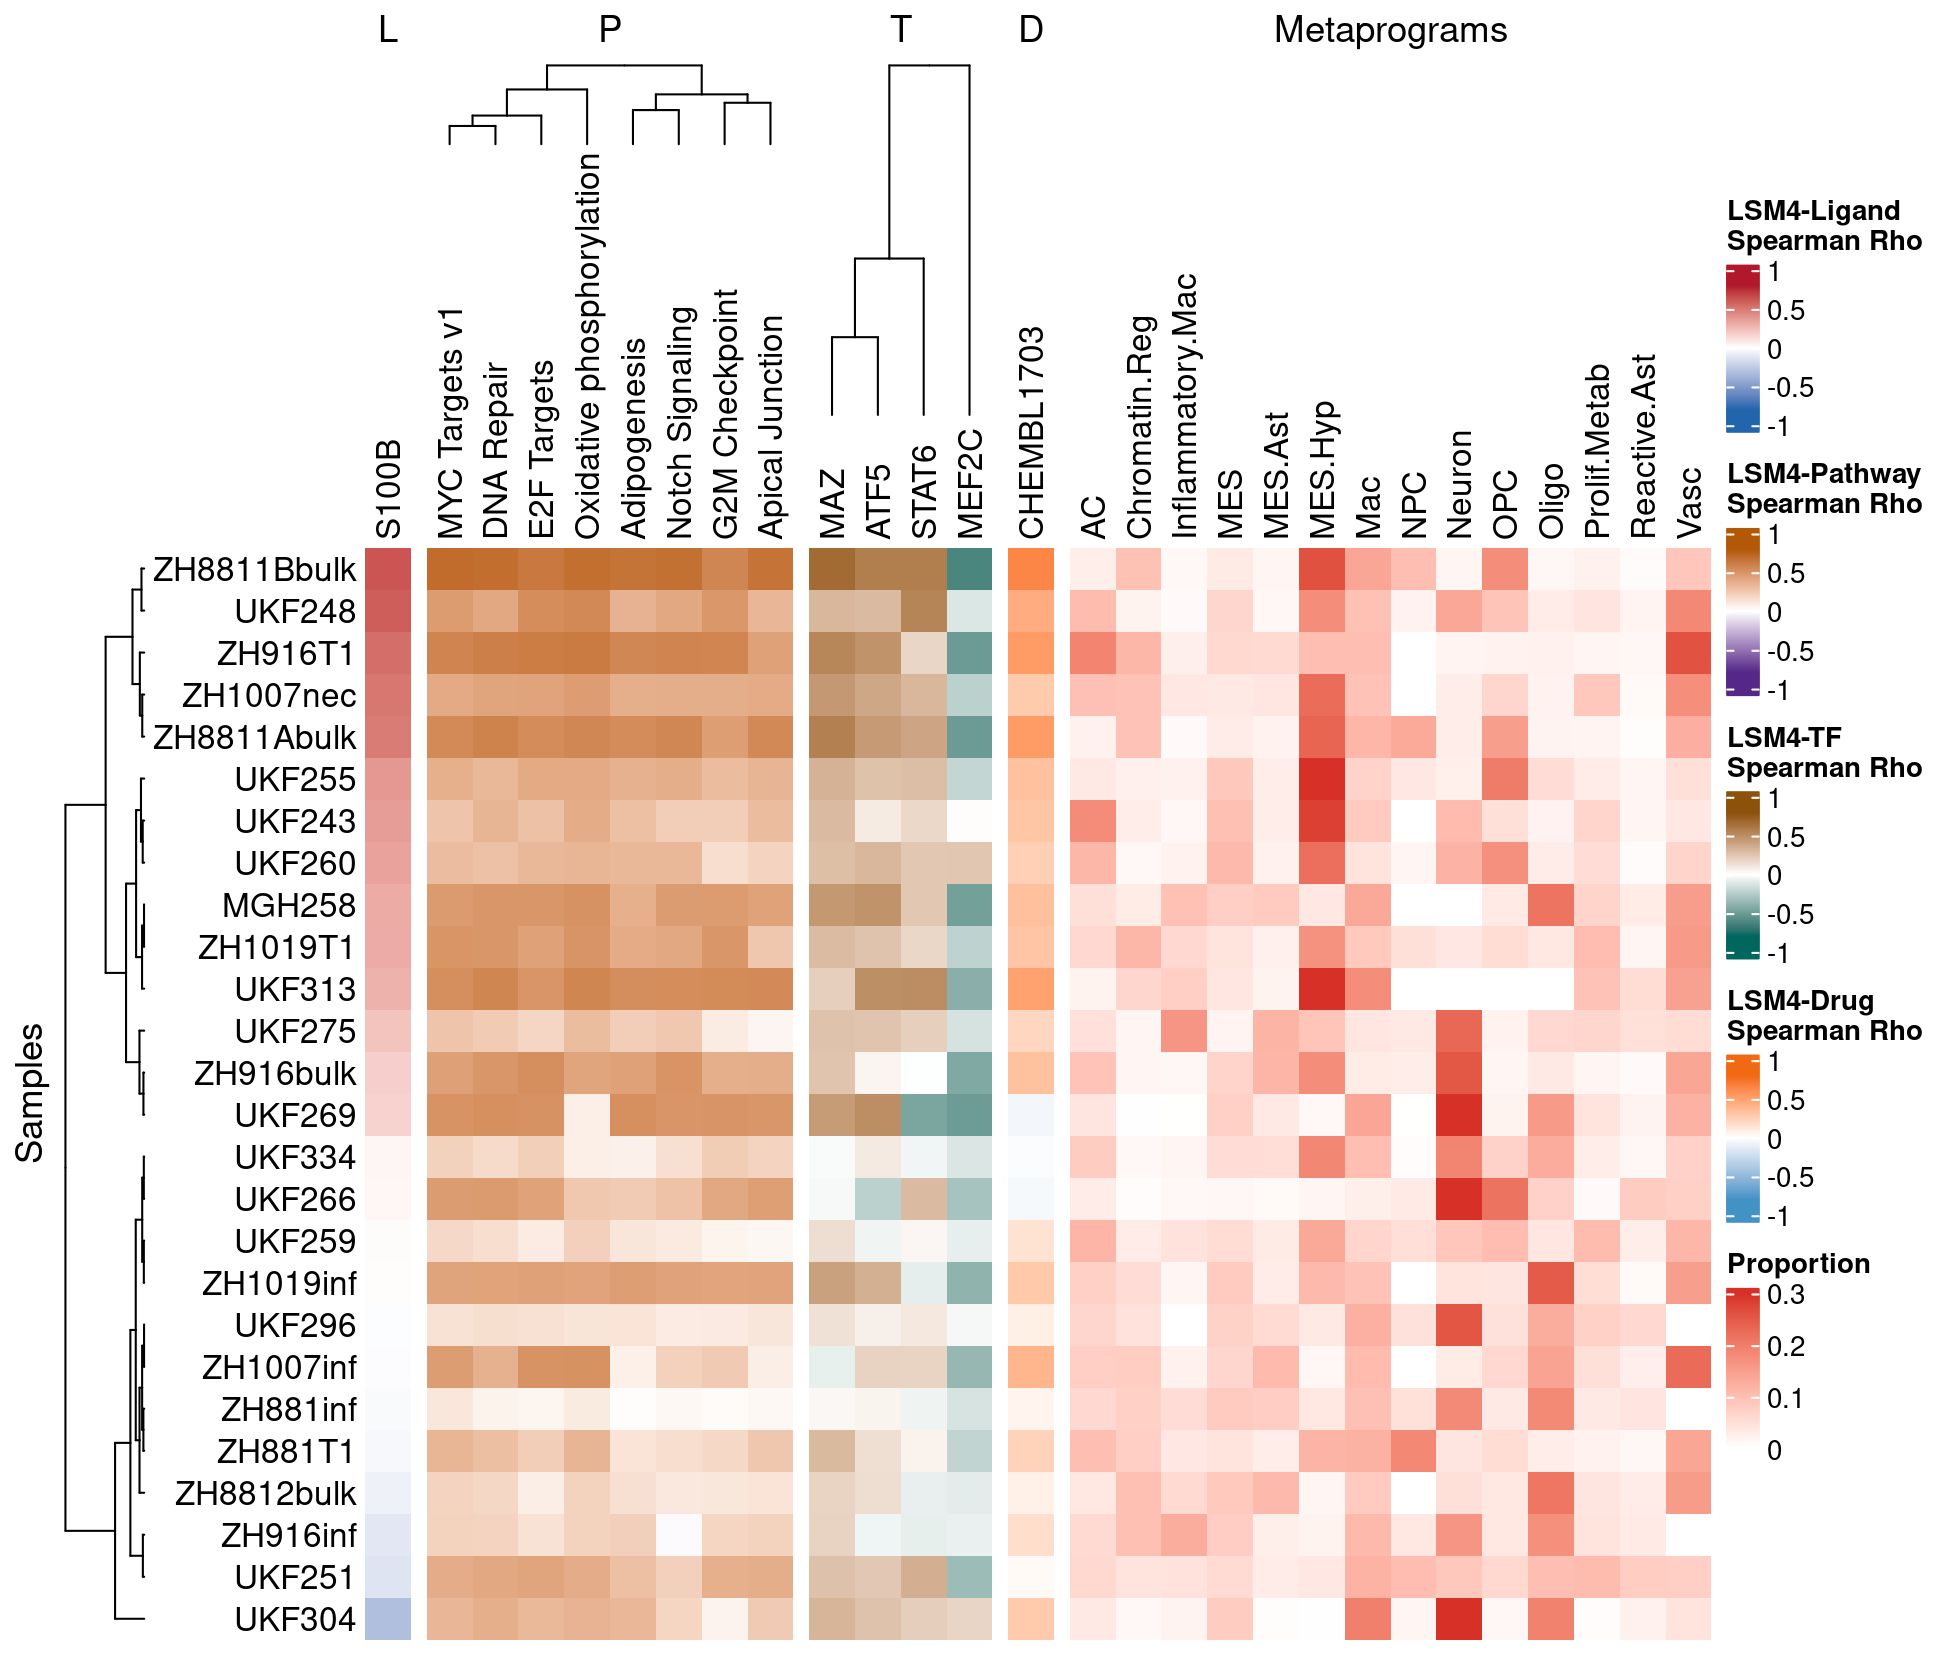 L P T D Metaprograms
S100B
MYC Targets v1
DNA Repair
E2F Targets
Oxidative phosphorylation
Adipogenesis
Notch Signaling
G2M Checkpoint
Apical Junction
MAZ
ATF5
STAT6
MEF2C
CHEMBL1703
AC
Chromatin.Reg
Inflammatory.Mac
MES
MES.Ast
MES.Hyp
Mac
NPC
Neuron
OPC
Oligo
Prolif.Metab
Reactive.Ast
Vasc
Samples
ZH8811Bbulk
UKF248
ZH916T1
ZH1007nec
ZH8811Abulk
UKF255
UKF243
UKF260
MGH258
ZH1019T1
UKF313
UKF275
ZH916bulk
UKF269
UKF334
UKF266
UKF259
ZH1019inf
UKF296
ZH1007inf
ZH881inf
ZH881T1
ZH8812bulk
ZH916inf
UKF251
UKF304
LSM4-Ligand
Spearman Rho
1
0.5
0
-0.5
-1
LSM4-Pathway
Spearman Rho
1
0.5
0
-0.5
-1
LSM4-TF
Spearman Rho
1
0.5
0
-0.5
-1
LSM4-Drug
Spearman Rho
1
0.5
0
-0.5
-1
Proportion
0.3
0.2
0.1
0